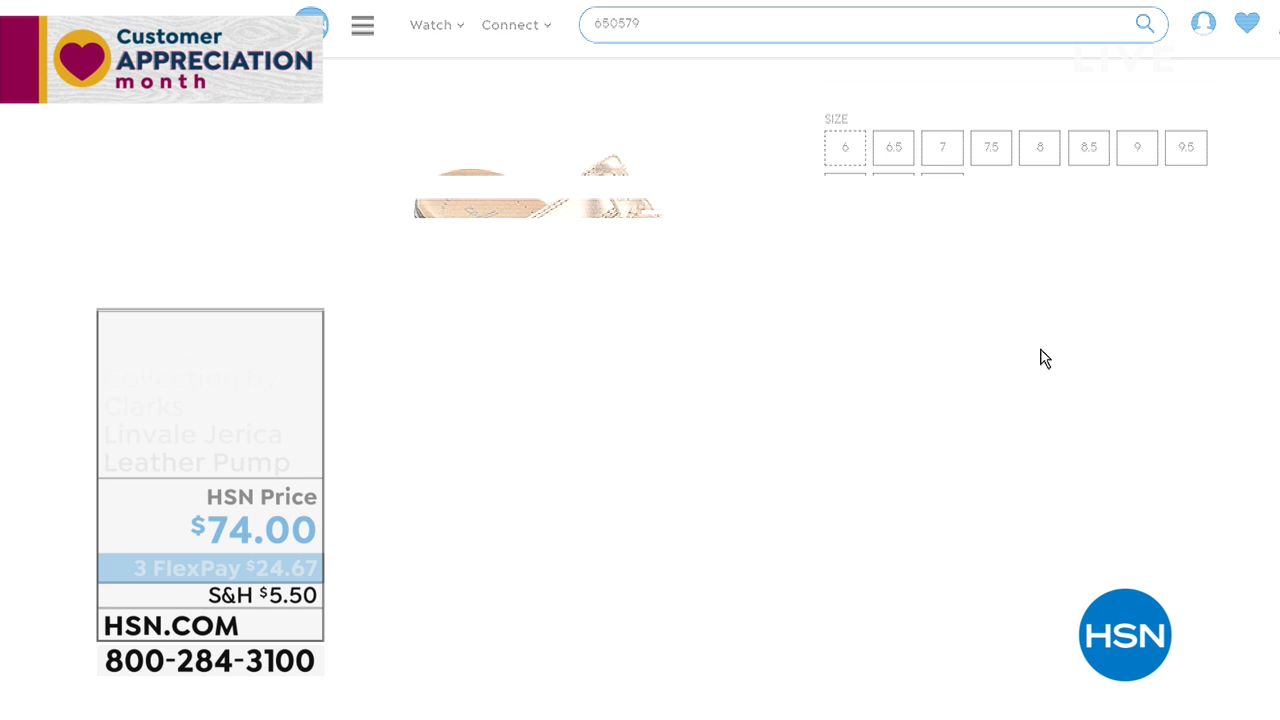 Customer
APPRECIATION
month
Watch
Connect
650579
LIVE
SIZE
6
6.5
7
7.5
8
8.5
9
9.5
Collection by
Clarks
Linvale Jerica
Leather Pump
HSN Price
$74.00
3 FlexPay $24.67
S&H $5.50
HSN.COM
800-284-3100
HSN